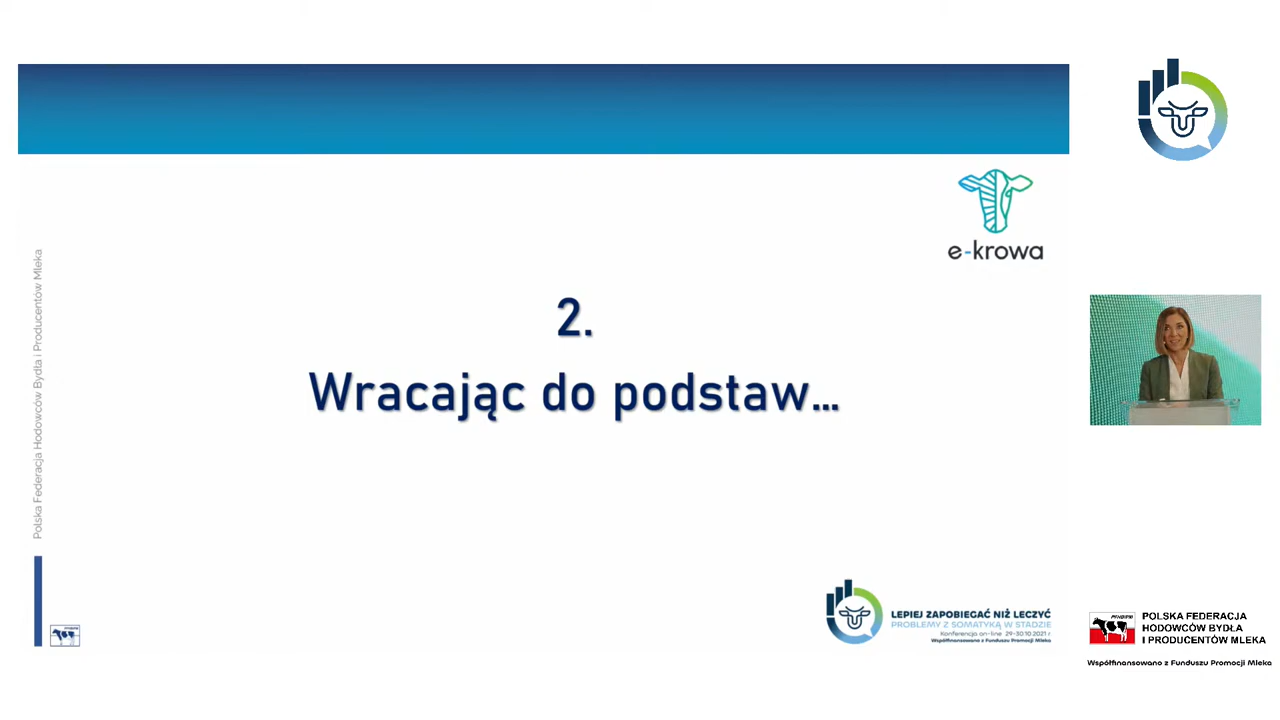 Polska Federacja Hodowców Bydła i Producentów Mleka
e-krowa
2.
Wracając do podstaw...
LEPIEJ ZAPOBIEGAĆ NIŻ LECZYĆ
PROBLEMY Z SOMATYKĄ W STADZIE
Konferencja on-line 29-30.10.2021 r.
Współfinansowano z Funduszu Promocji Mleka
POLSKA FEDERACJA
HODOWCÓW BYDŁA
I PRODUCENTÓW MLEKA
Współfinansowano z Funduszu Promocji Mleka